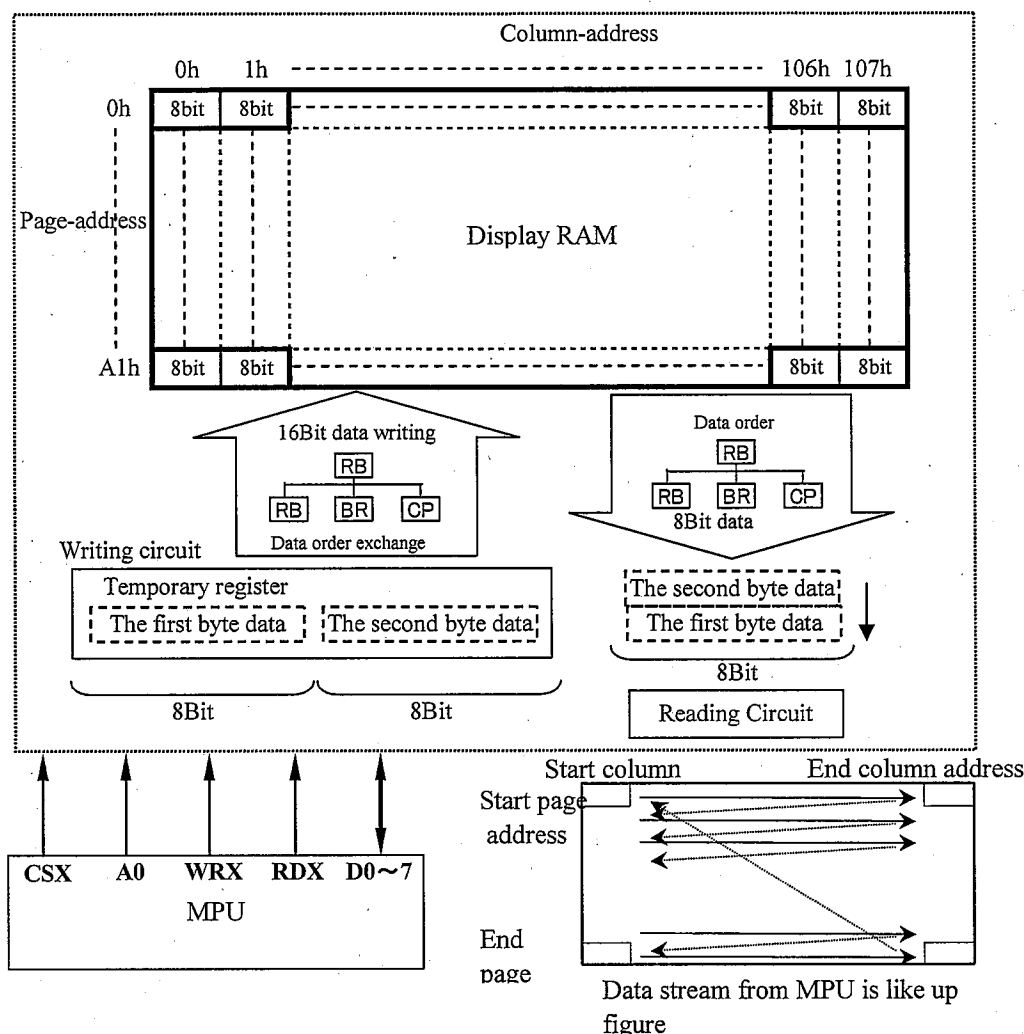 Column-address
0h 1h 106h 107h
0h 8bit 8bit 8bit 8bit
Page-address
Display RAM
A1h 8bit 8bit 8bit 8bit
16Bit data writing
RB
RB BR CP
Data order exchange
Data order
RB
RB BR CP
8Bit data
Writing circuit
Temporary register
The first byte data The second byte data
8Bit 8Bit
The second byte data
The first byte data
8Bit
Reading Circuit
CSX A0 WRX RDX D0～7
MPU
Start column End column address
Start page
address
End
page
Data stream from MPU is like up
figure